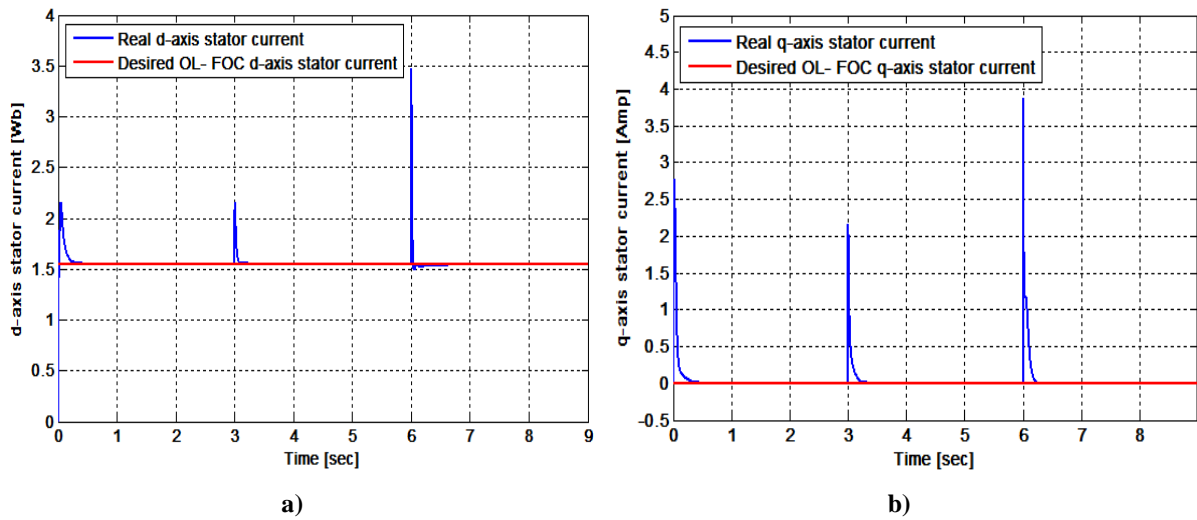 4
3.5
3
2.5
2
1.5
1
0.5
0
d-axis stator current [Wb]
Real d-axis stator current
Desired OL- FOC d-axis stator current
0 1 2 3 4 5 6 7 8 9
Time [sec]
a)
5
4.5
4
3.5
3
2.5
2
1.5
1
0.5
0
-0.5
q-axis stator current [Amp]
Real q-axis stator current
Desired OL- FOC q-axis stator current
0 1 2 3 4 5 6 7 8
Time [sec]
b)